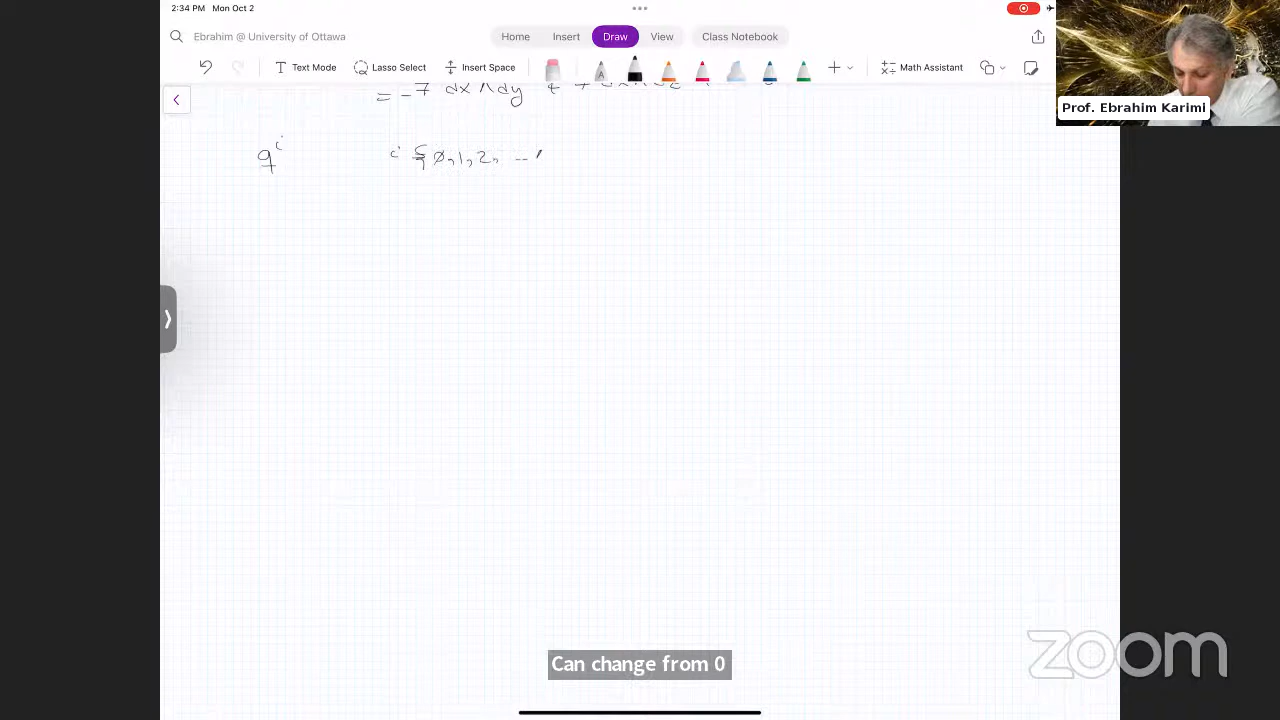 2:34 PM Mon Oct 2
Ebrahim @ University of Ottawa
Home Insert Draw View Class Notebook
T Text Mode Lasso Select Insert Space Math Assistant
Prof. Ebrahim Karimi
= -7 dx ∧ dy
q^i
0, 1, 2, ...
Can change from 0
zoom